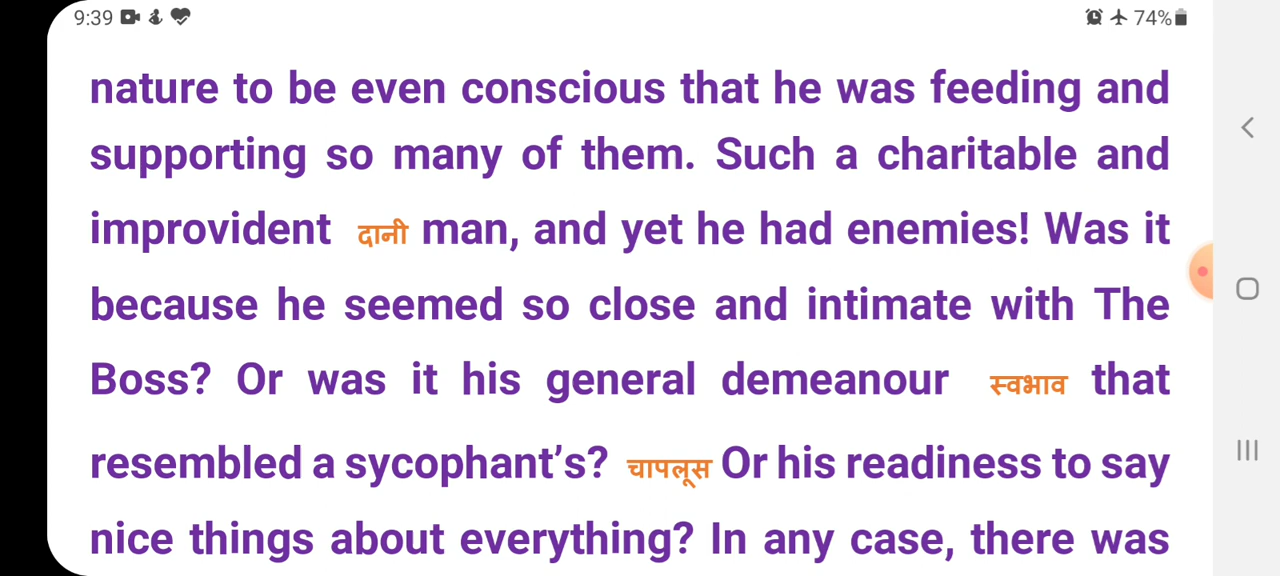 9:39 74%
nature to be even conscious that he was feeding and
supporting so many of them. Such a charitable and
improvident दानी man, and yet he had enemies! Was it
because he seemed so close and intimate with The
Boss? Or was it his general demeanour स्वभाव that
resembled a sycophant’s? चापलूस Or his readiness to say
nice things about everything? In any case, there was